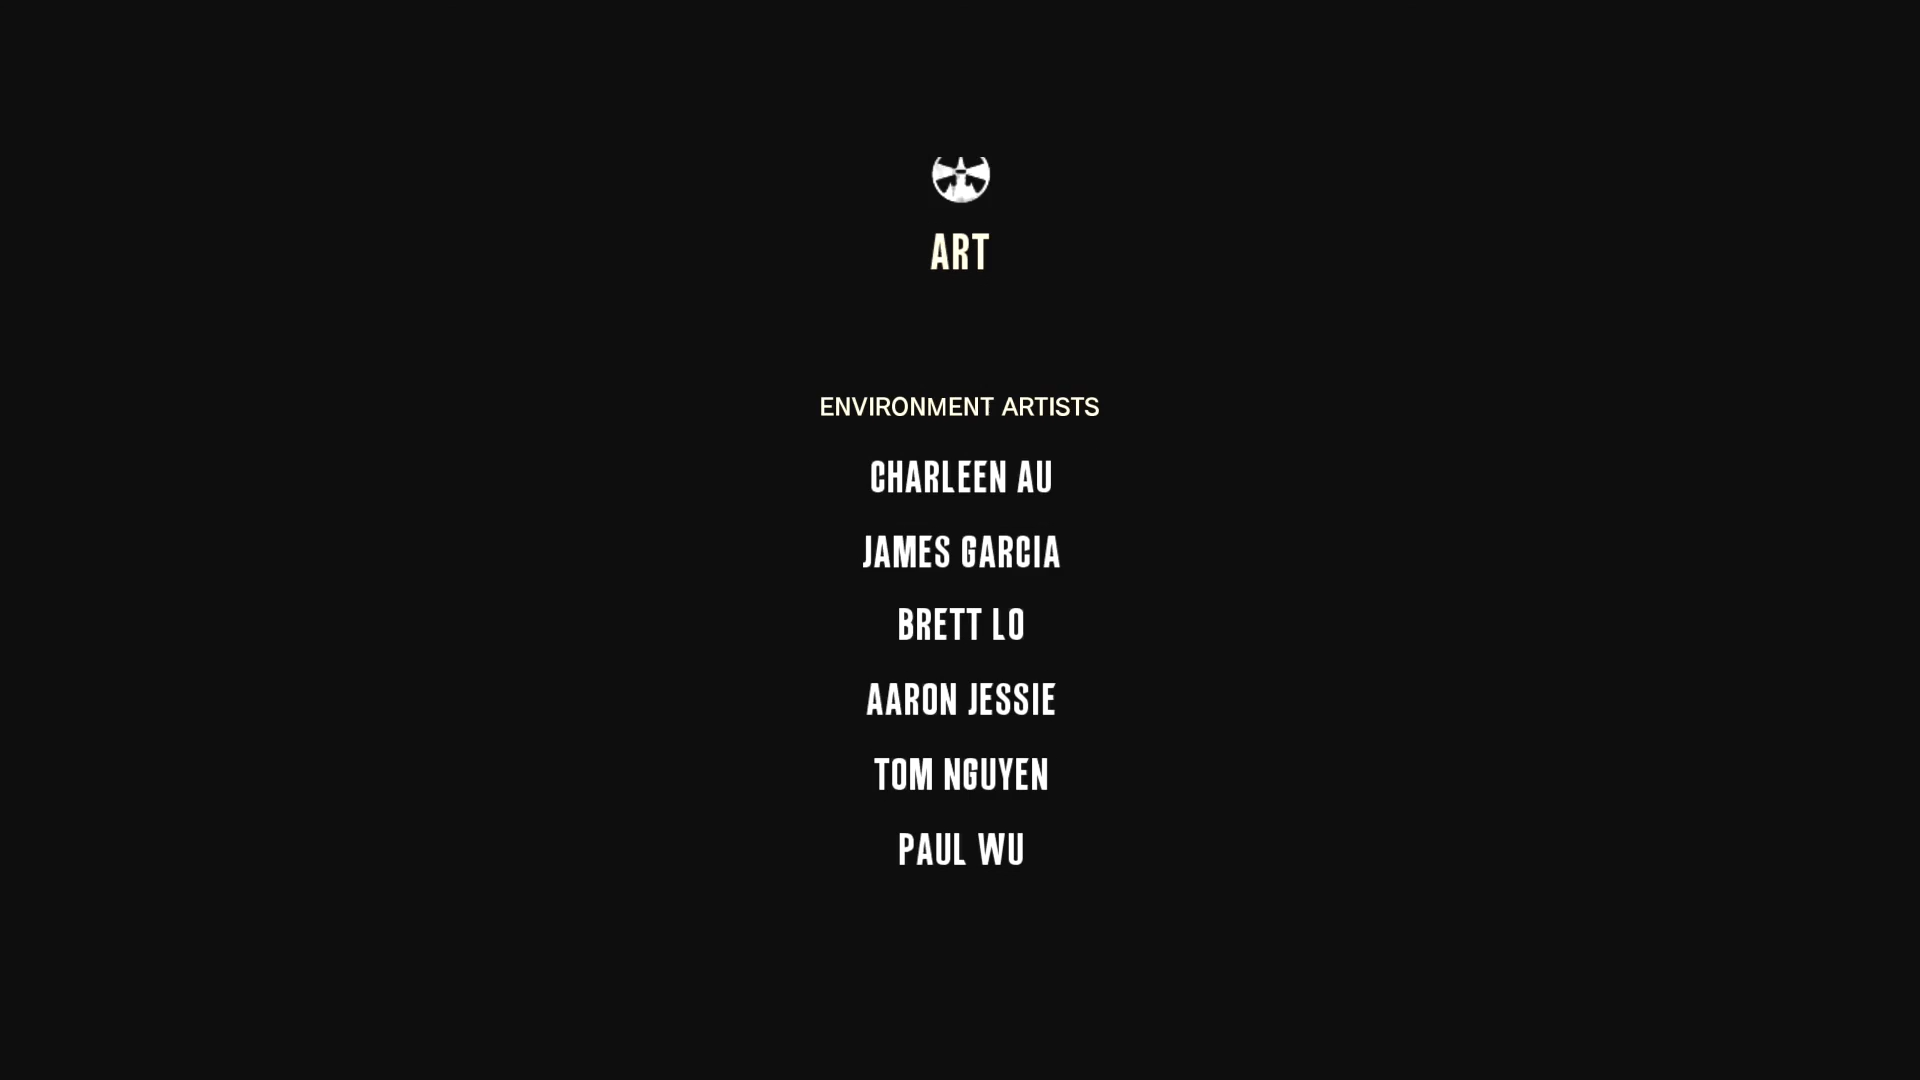 ART
ENVIRONMENT ARTISTS
CHARLEEN AU
JAMES GARCIA
BRETT LO
AARON JESSIE
TOM NGUYEN
PAUL WU